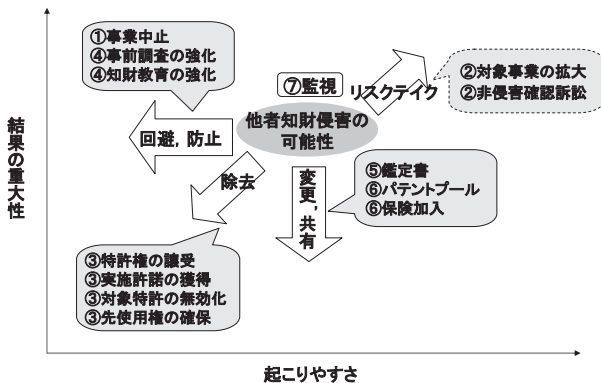 ①事業中止
④事前調査の強化
④知財教育の強化
⑦監視
リスクテイク
②対象事業の拡大
②非侵害確認訴訟
他者知財侵害の
可能性
回避，防止
除去
変更，共有
⑤鑑定書
⑥パテントプール
⑥保険加入
③特許権の譲受
③実施許諾の獲得
③対象特許の無効化
③先使用権の確保
結果の重大性
起こりやすさ